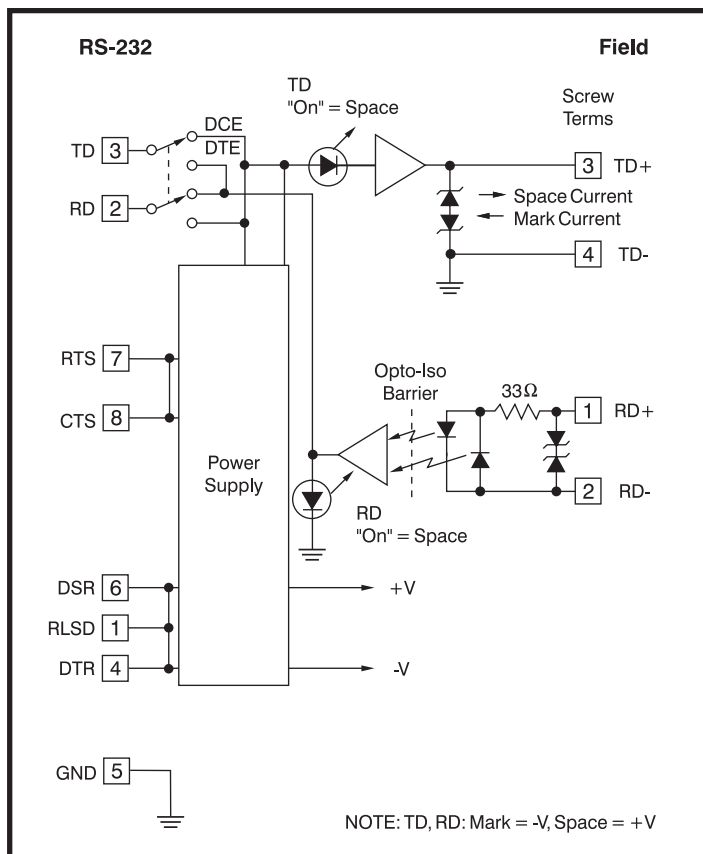 RS-232
Field
TD
"On" = Space
Screw
Terms
DCE
DTE
TD 3
3 TD+
RD 2
Space Current
Mark Current
4 TD-
RTS 7
CTS 8
Opto-Iso
Barrier
33Ω
1 RD+
Power
Supply
2 RD-
RD
"On" = Space
DSR 6
+V
RLSD 1
DTR 4
-V
GND 5
NOTE: TD, RD: Mark = -V, Space = +V